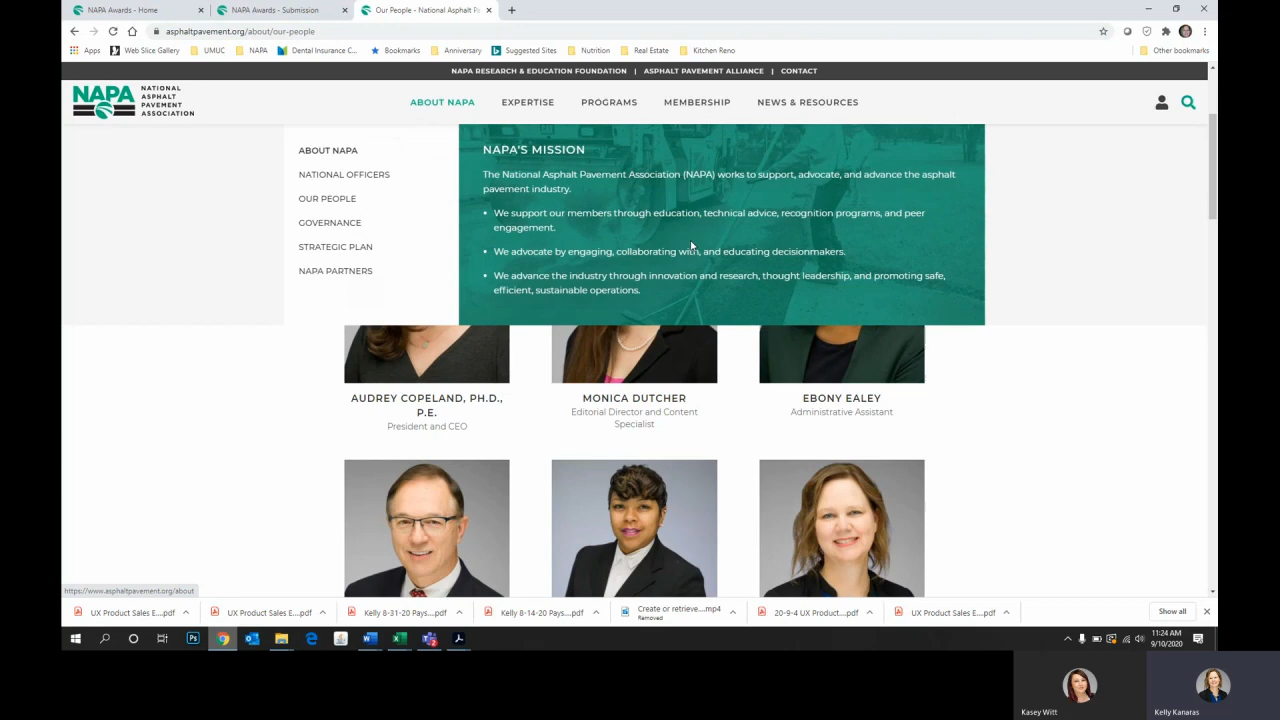 NAPA Awards - Home
NAPA Awards - Submission
Our People - National Asphalt P
asphaltpavement.org/about/our-people
Apps
Web Slice Gallery
UMUC
NAPA
Dental Insurance C...
Bookmarks
Anniversary
Suggested Sites
Nutrition
Real Estate
Kitchen Reno
Other bookmarks
NAPA RESEARCH & EDUCATION FOUNDATION | ASPHALT PAVEMENT ALLIANCE | CONTACT
NAPA
NATIONAL
ASPHALT
PAVEMENT
ASSOCIATION
ABOUT NAPA
EXPERTISE
PROGRAMS
MEMBERSHIP
NEWS & RESOURCES
ABOUT NAPA
NATIONAL OFFICERS
OUR PEOPLE
GOVERNANCE
STRATEGIC PLAN
NAPA PARTNERS
NAPA'S MISSION
The National Asphalt Pavement Association (NAPA) works to support, advocate, and advance the asphalt
pavement industry.
• We support our members through education, technical advice, recognition programs, and peer
engagement.
• We advocate by engaging, collaborating with, and educating decisionmakers.
• We advance the industry through innovation and research, thought leadership, and promoting safe,
efficient, sustainable operations.
AUDREY COPELAND, PH.D.,
P.E.
President and CEO
MONICA DUTCHER
Editorial Director and Content
Specialist
EBONY EALEY
Administrative Assistant
https://www.asphaltpavement.org/about
UX Product Sales E....pdf
UX Product Sales E....pdf
Kelly 8-31-20 Pays....pdf
Kelly 8-14-20 Pays....pdf
Create or retrieve....mp4
Removed
20-9-4 UX Product....pdf
UX Product Sales E....pdf
Show all
Ps
11:24 AM
9/10/2020
Kasey Witt
Kelly Kanaras